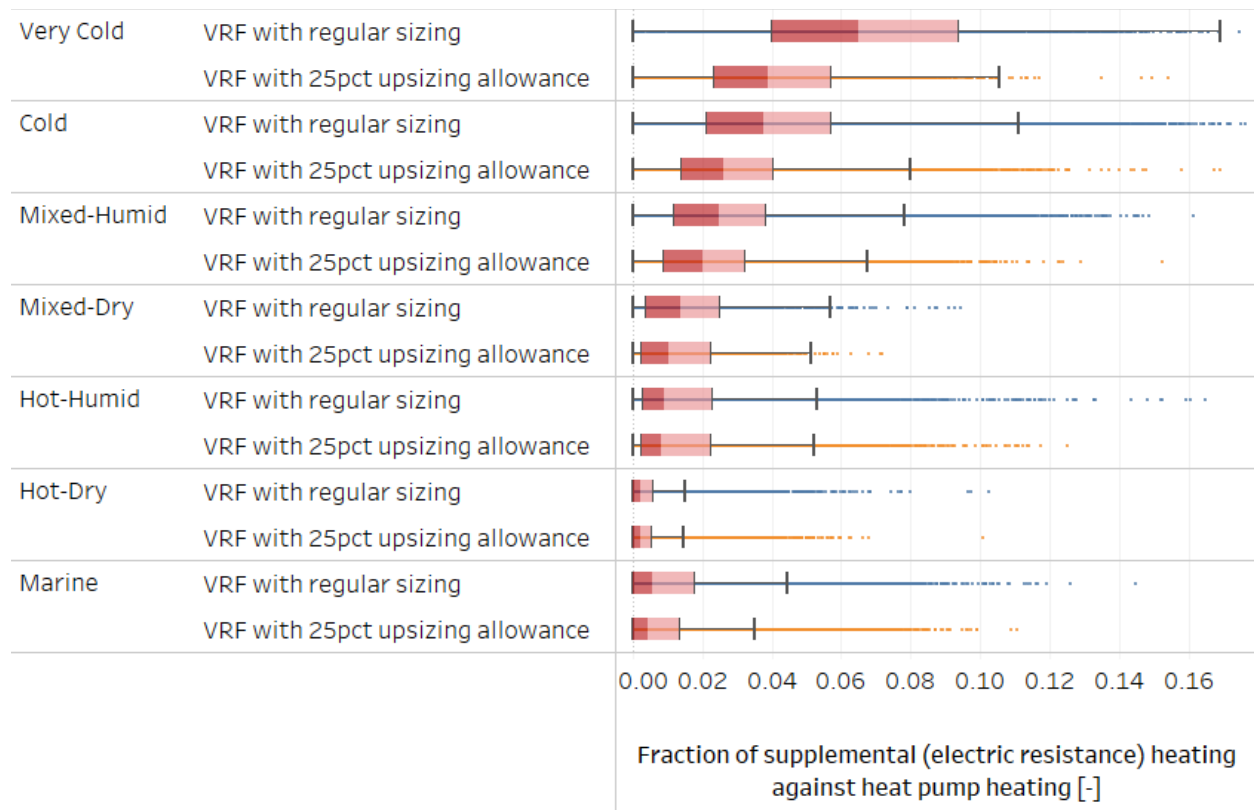 Very Cold VRF with regular sizing
VRF with 25pct upsizing allowance
Cold VRF with regular sizing
VRF with 25pct upsizing allowance
Mixed-Humid VRF with regular sizing
VRF with 25pct upsizing allowance
Mixed-Dry VRF with regular sizing
VRF with 25pct upsizing allowance
Hot-Humid VRF with regular sizing
VRF with 25pct upsizing allowance
Hot-Dry VRF with regular sizing
VRF with 25pct upsizing allowance
Marine VRF with regular sizing
VRF with 25pct upsizing allowance
0.00 0.02 0.04 0.06 0.08 0.10 0.12 0.14 0.16
Fraction of supplemental (electric resistance) heating
against heat pump heating [-]